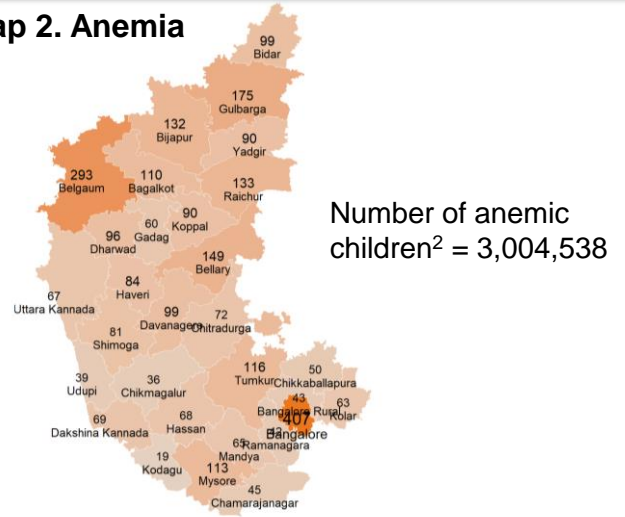 ap 2. Anemia
99
Bidar
175
Gulbarga
132
Bijapur
90
Yadgir
293
Belgaum
110
Bagalkot
133
Raichur
90
Koppal
60
Gadag
96
Dharwad
149
Bellary
84
Haveri
67
Uttara Kannada
99
Davanagere
72
Chitradurga
81
Shimoga
116
Tumkur
50
Chikkaballapura
39
Udupi
36
Chikmagalur
43
Bangalore Rural
63
Kolar
407
Bangalore
69
Dakshina Kannada
68
Hassan
Ramanagara
65
Mandya
19
Kodagu
113
Mysore
45
Chamarajanagar
Number of anemic
children² = 3,004,538